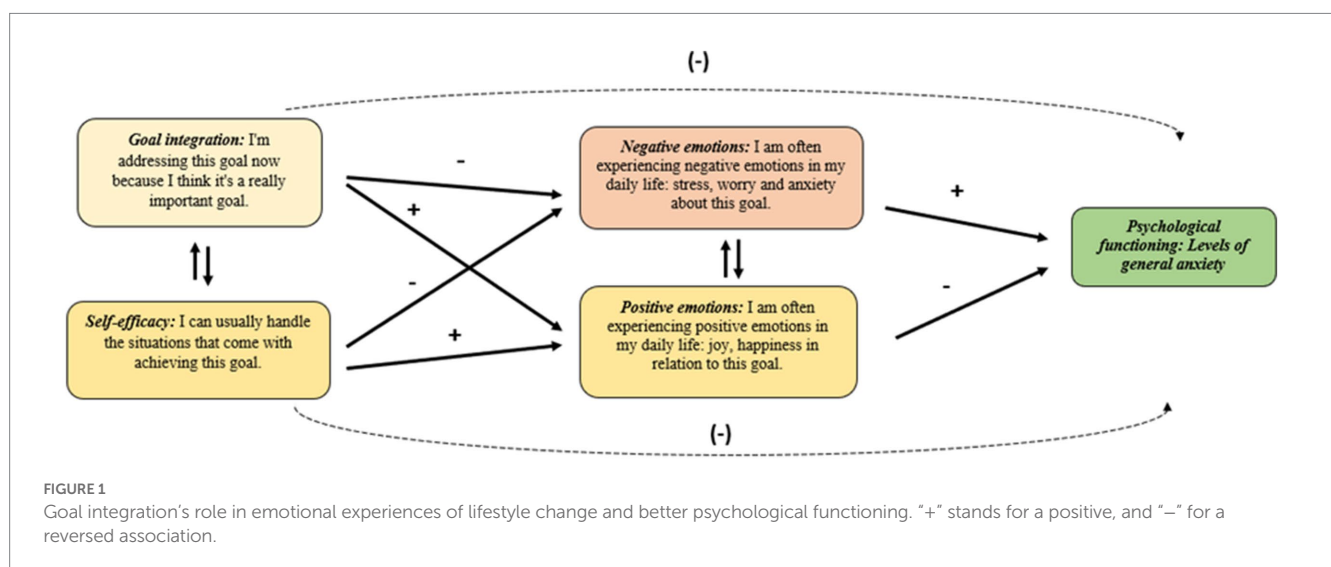 (-)
Goal integration: I'm
addressing this goal now
because I think it's a really
important goal.
-
Negative emotions: I am often
experiencing negative emotions in my
daily life: stress, worry and anxiety
about this goal.
+
+
Psychological
functioning: Levels of
general anxiety
-
-
Self-efficacy: I can usually handle
the situations that come with
achieving this goal.
+
Positive emotions: I am often
experiencing positive emotions in
my daily life: joy, happiness in
relation to this goal.
(-)
FIGURE 1
Goal integration's role in emotional experiences of lifestyle change and better psychological functioning. "+" stands for a positive, and "–" for a
reversed association.